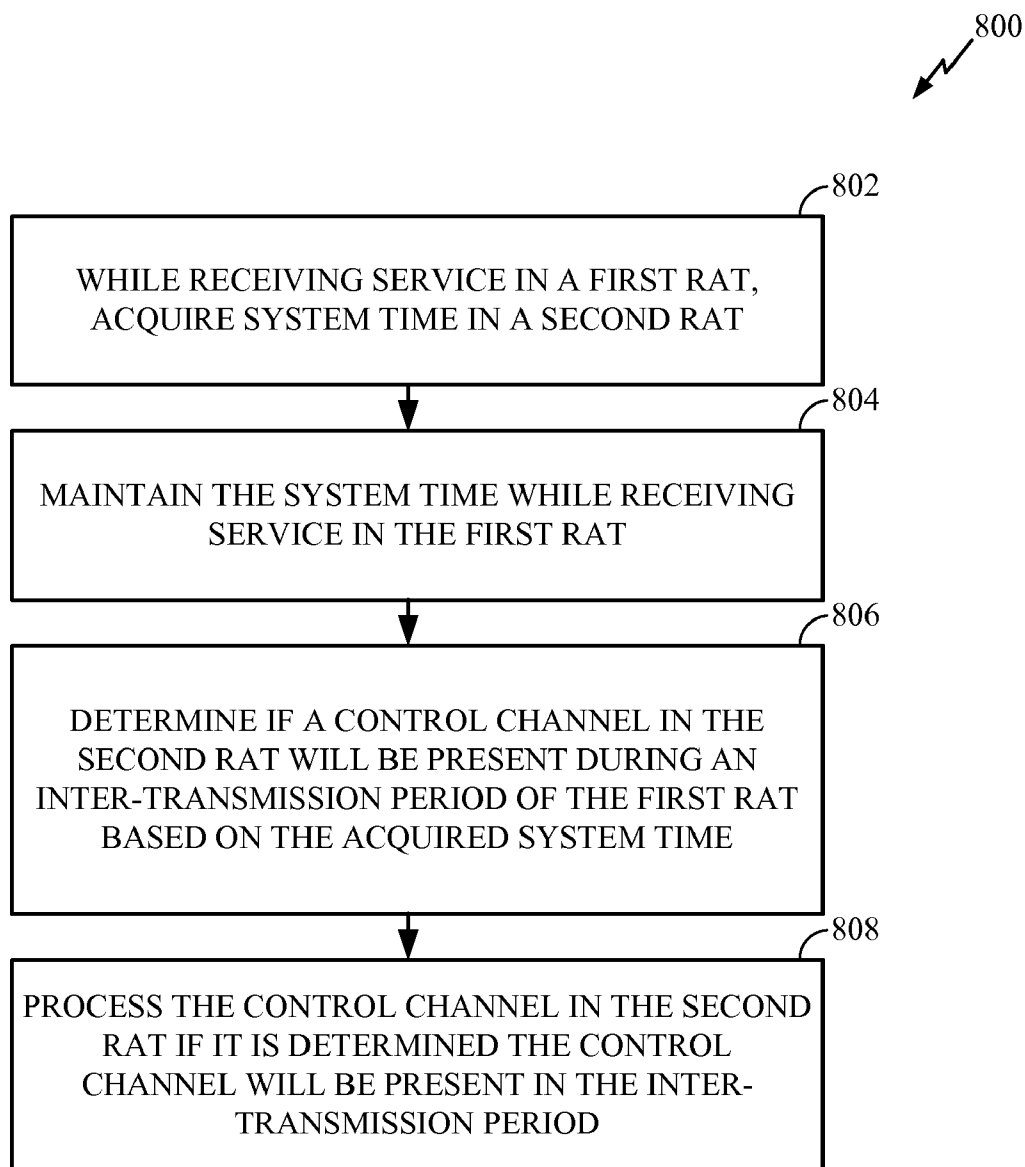 800
802
WHILE RECEIVING SERVICE IN A FIRST RAT,
ACQUIRE SYSTEM TIME IN A SECOND RAT
804
MAINTAIN THE SYSTEM TIME WHILE RECEIVING
SERVICE IN THE FIRST RAT
806
DETERMINE IF A CONTROL CHANNEL IN THE
SECOND RAT WILL BE PRESENT DURING AN
INTER-TRANSMISSION PERIOD OF THE FIRST RAT
BASED ON THE ACQUIRED SYSTEM TIME
808
PROCESS THE CONTROL CHANNEL IN THE SECOND
RAT IF IT IS DETERMINED THE CONTROL
CHANNEL WILL BE PRESENT IN THE INTER-
TRANSMISSION PERIOD